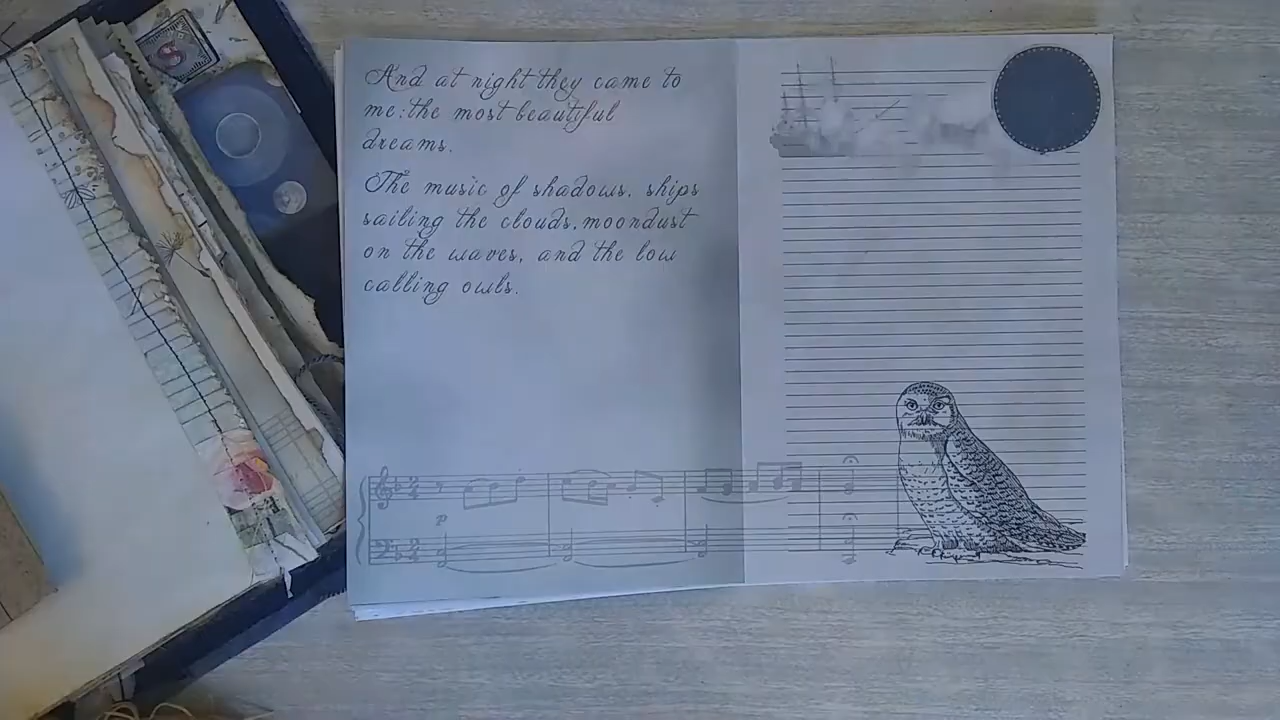 And at night they came to
me: the most beautiful
dreams.
The music of shadows, ships
sailing the clouds, moondust
on the waves, and the low
calling owls.
p